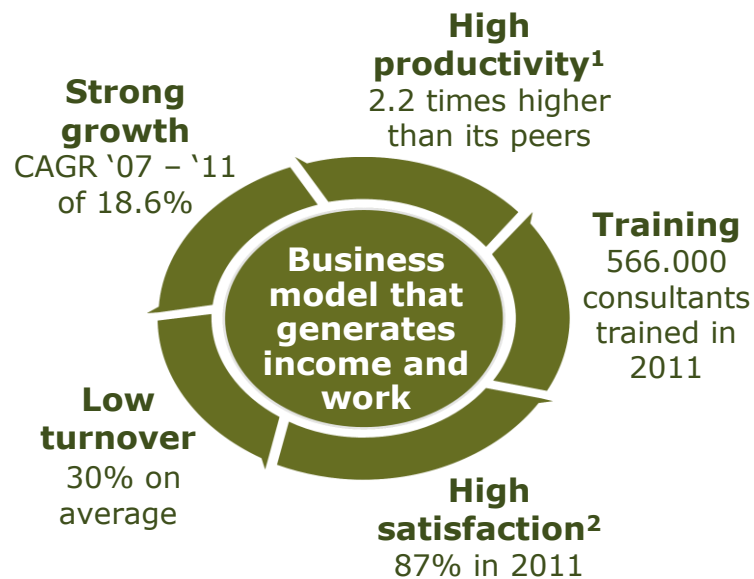 High
productivity¹
2.2 times higher
than its peers
Strong
growth
CAGR ‘07 – ‘11
of 18.6%
Training
566.000
consultants
trained in
2011
Business
model that
generates
income and
work
Low
turnover
30% on
average
High
satisfaction²
87% in 2011